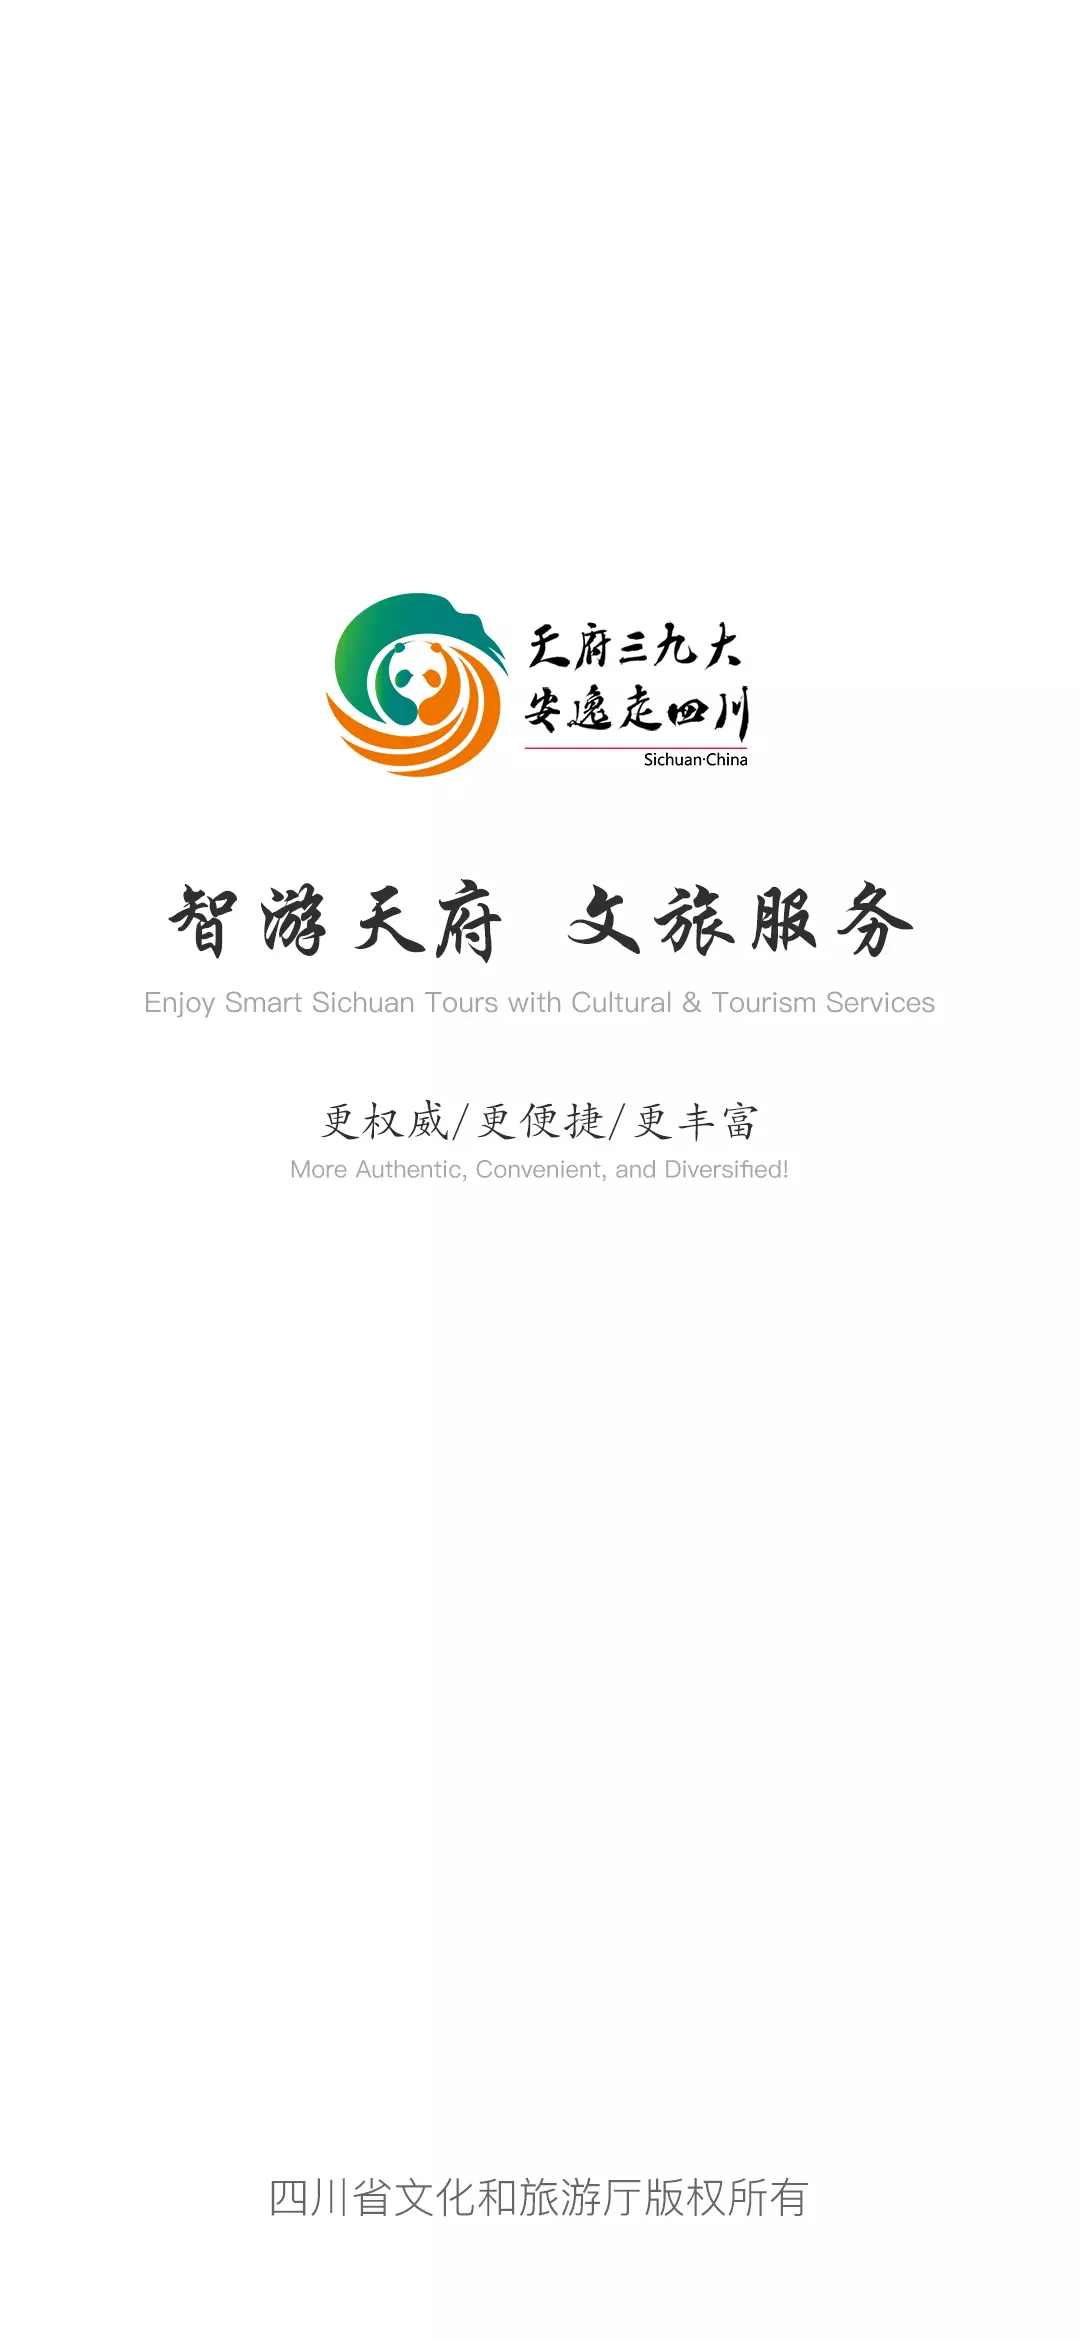 天府三九大
安逸走四川
Sichuan·China
智游天府 文旅服务
Enjoy Smart Sichuan Tours with Cultural & Tourism Services
更权威/更便捷/更丰富
More Authentic, Convenient, and Diversified!
四川省文化和旅游厅版权所有